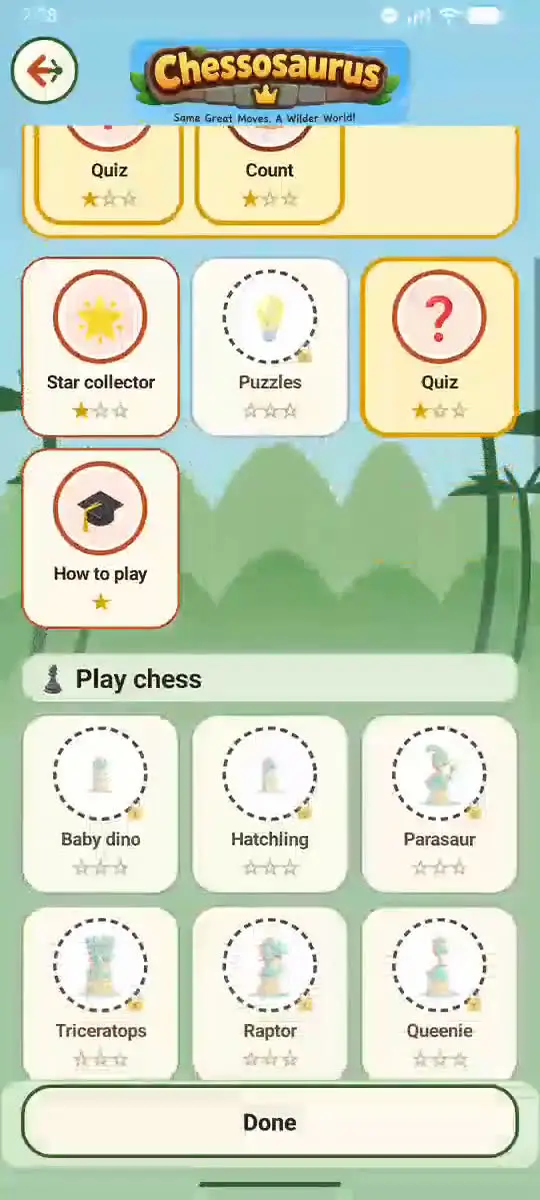 Chessosaurus
Same Great Moves. A Wilder World!
Quiz
Count
Star collector
Puzzles
Quiz
How to play
Play chess
Baby dino
Hatchling
Parasaur
Triceratops
Raptor
Queenie
Done